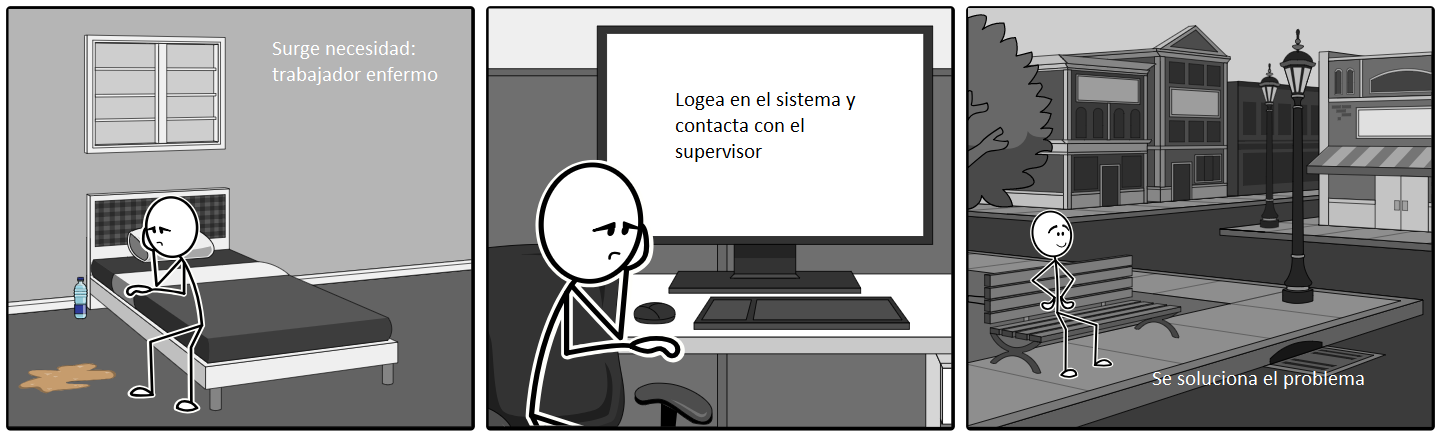 Surge necesidad:
trabajador enfermo
Logea en el sistema y
contacta con el
supervisor
Se soluciona el problema